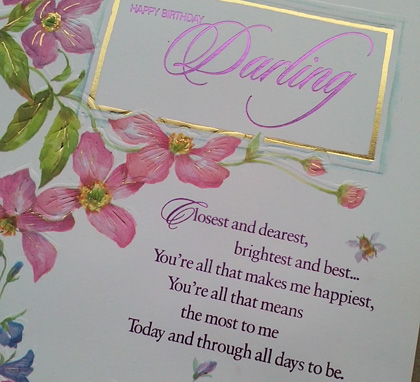 HAPPY BIRTHDAY
Darling
Closest and dearest,
brightest and best...
You're all that makes me happiest,
You're all that means
the most to me
Today and through all days to be.